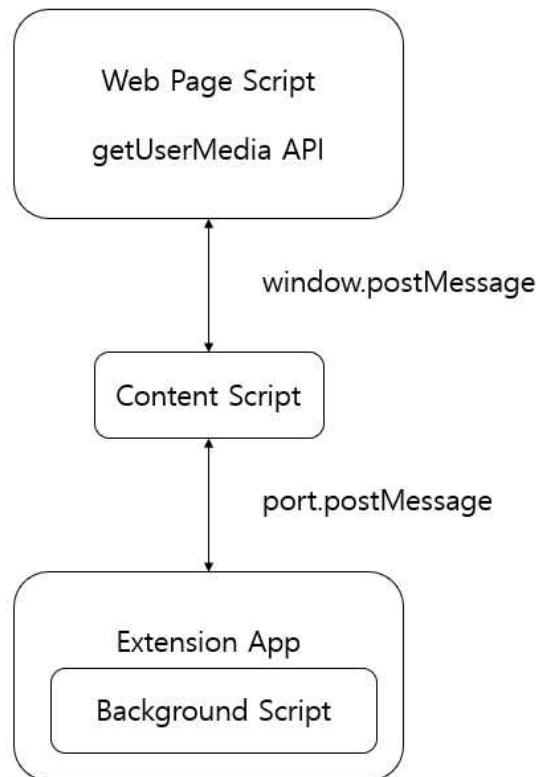 Web Page Script
getUserMedia API
window.postMessage
Content Script
port.postMessage
Extension App
Background Script